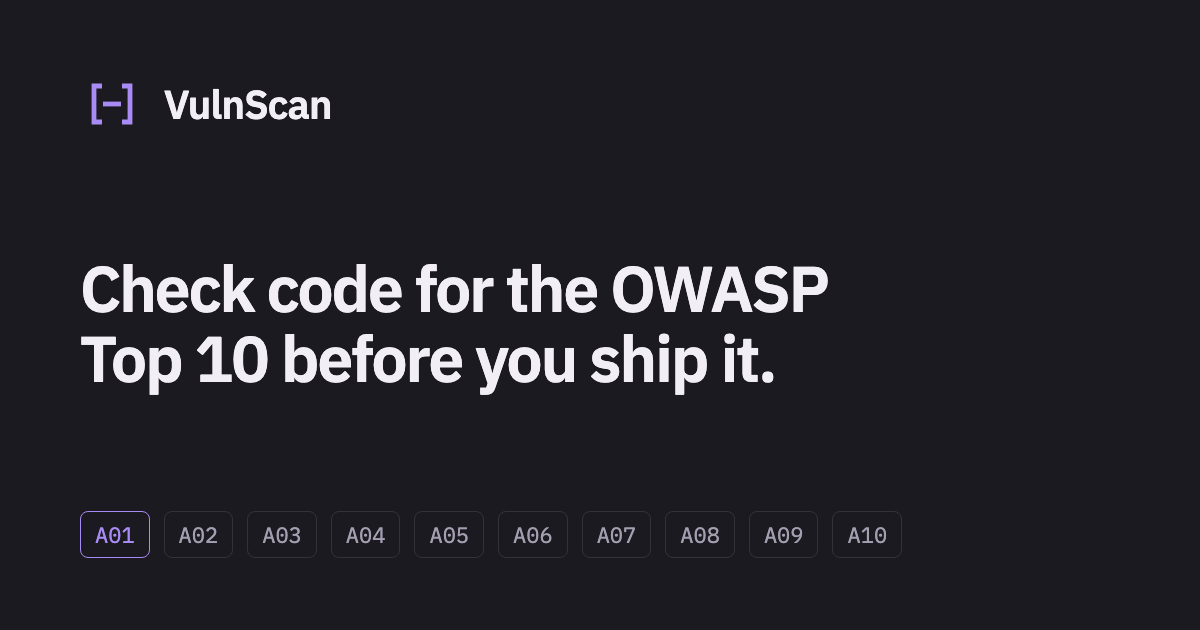 VulnScan
Check code for the OWASP
Top 10 before you ship it.
A01 A02 A03 A04 A05 A06 A07 A08 A09 A10